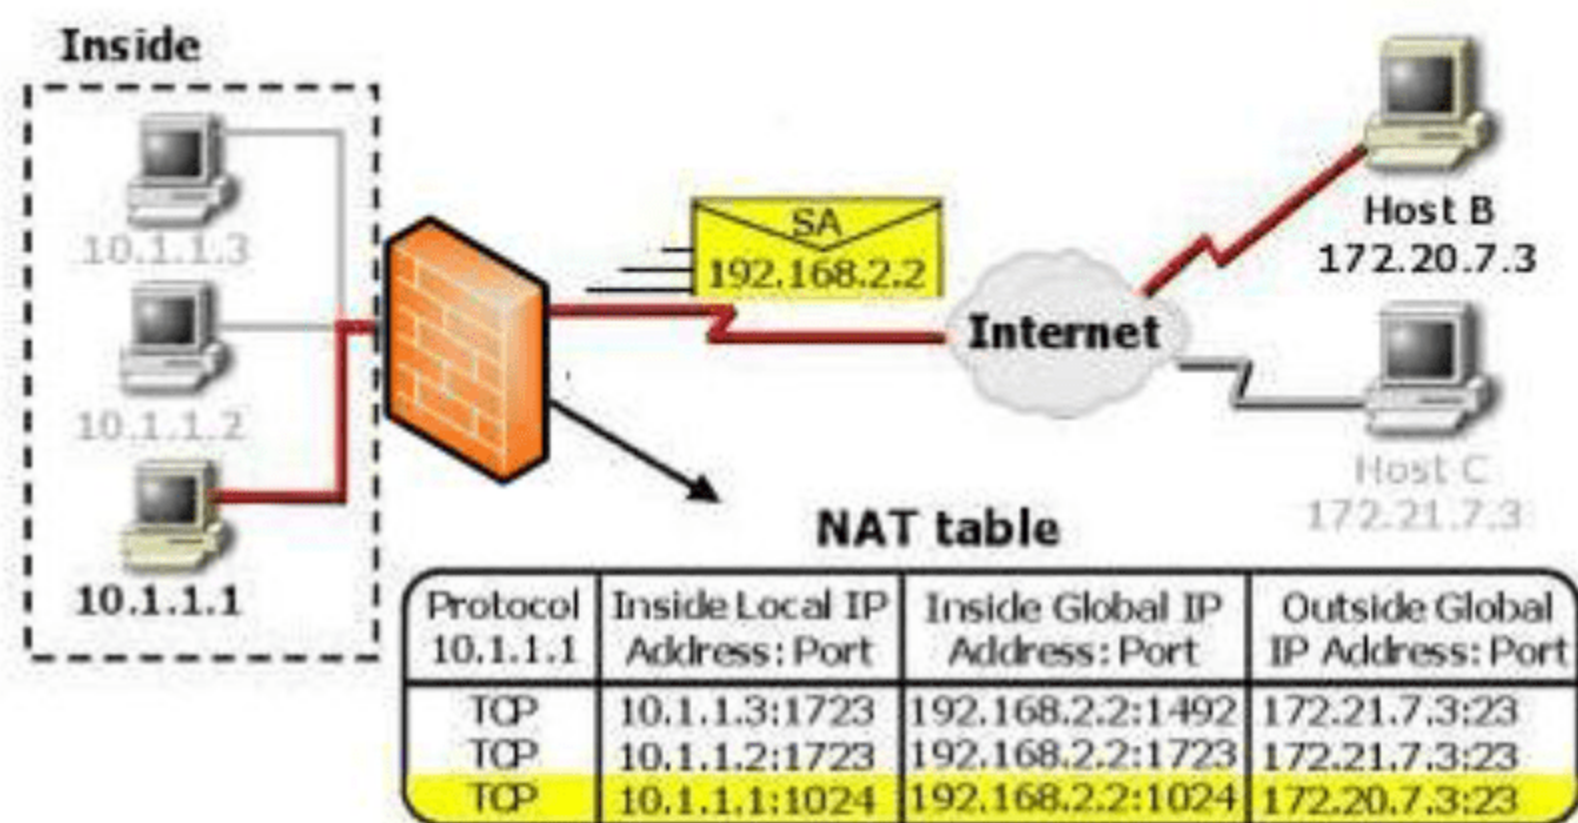 Inside
10.1.1.3
10.1.1.2
10.1.1.1
SA
192.168.2.2
Internet
Host B
172.20.7.3
Host C
172.21.7.3
NAT table
Protocol 10.1.1.1 Inside Local IP Address: Port Inside Global IP Address: Port Outside Global IP Address: Port
TCP 10.1.1.3:1723 192.168.2.2:1492 172.21.7.3:23
TCP 10.1.1.2:1723 192.168.2.2:1723 172.21.7.3:23
TCP 10.1.1.1:1024 192.168.2.2:1024 172.20.7.3:23